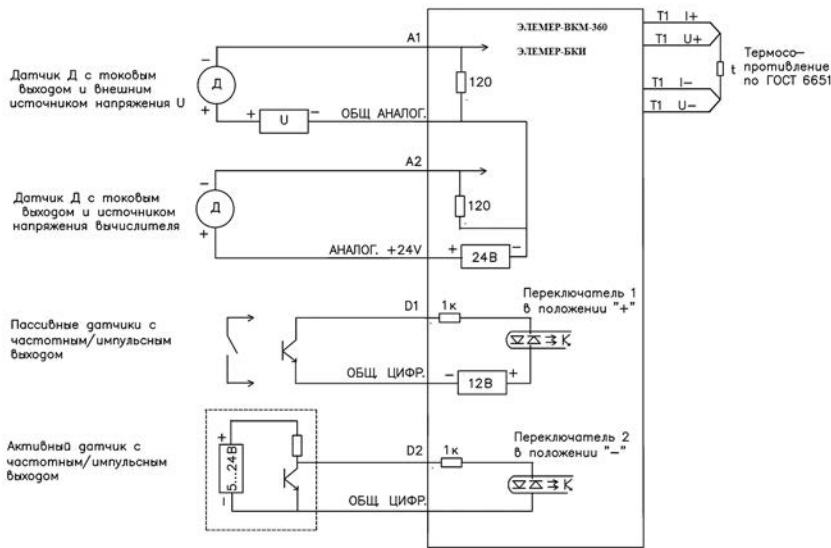 ЭЛЕМЕР-ВКМ-360
ЭЛЕМЕР-БКИ
T1 I+
T1 U+
T1 I−
T1 U−
t
Термосо-
противление
по ГОСТ 6651
Датчик Д с токовым
выходом и внешним
источником напряжения U
−
Д
+
A1
120
+
U
−
ОБЩ АНАЛОГ.
Датчик Д с токовым
выходом и источником
напряжения вычислителя
−
Д
+
A2
120
АНАЛОГ. +24V
+
24В
−
Пассивные датчики с
частотным/импульсным
выходом
D1
1к
Переключатель 1
в положении "+"
К
ОБЩ. ЦИФР.
−
12В
+
Активный датчик с
частотным/импульсным
выходом
+
5...24В
−
D2
1к
Переключатель 2
в положении "−"
К
ОБЩ. ЦИФР.